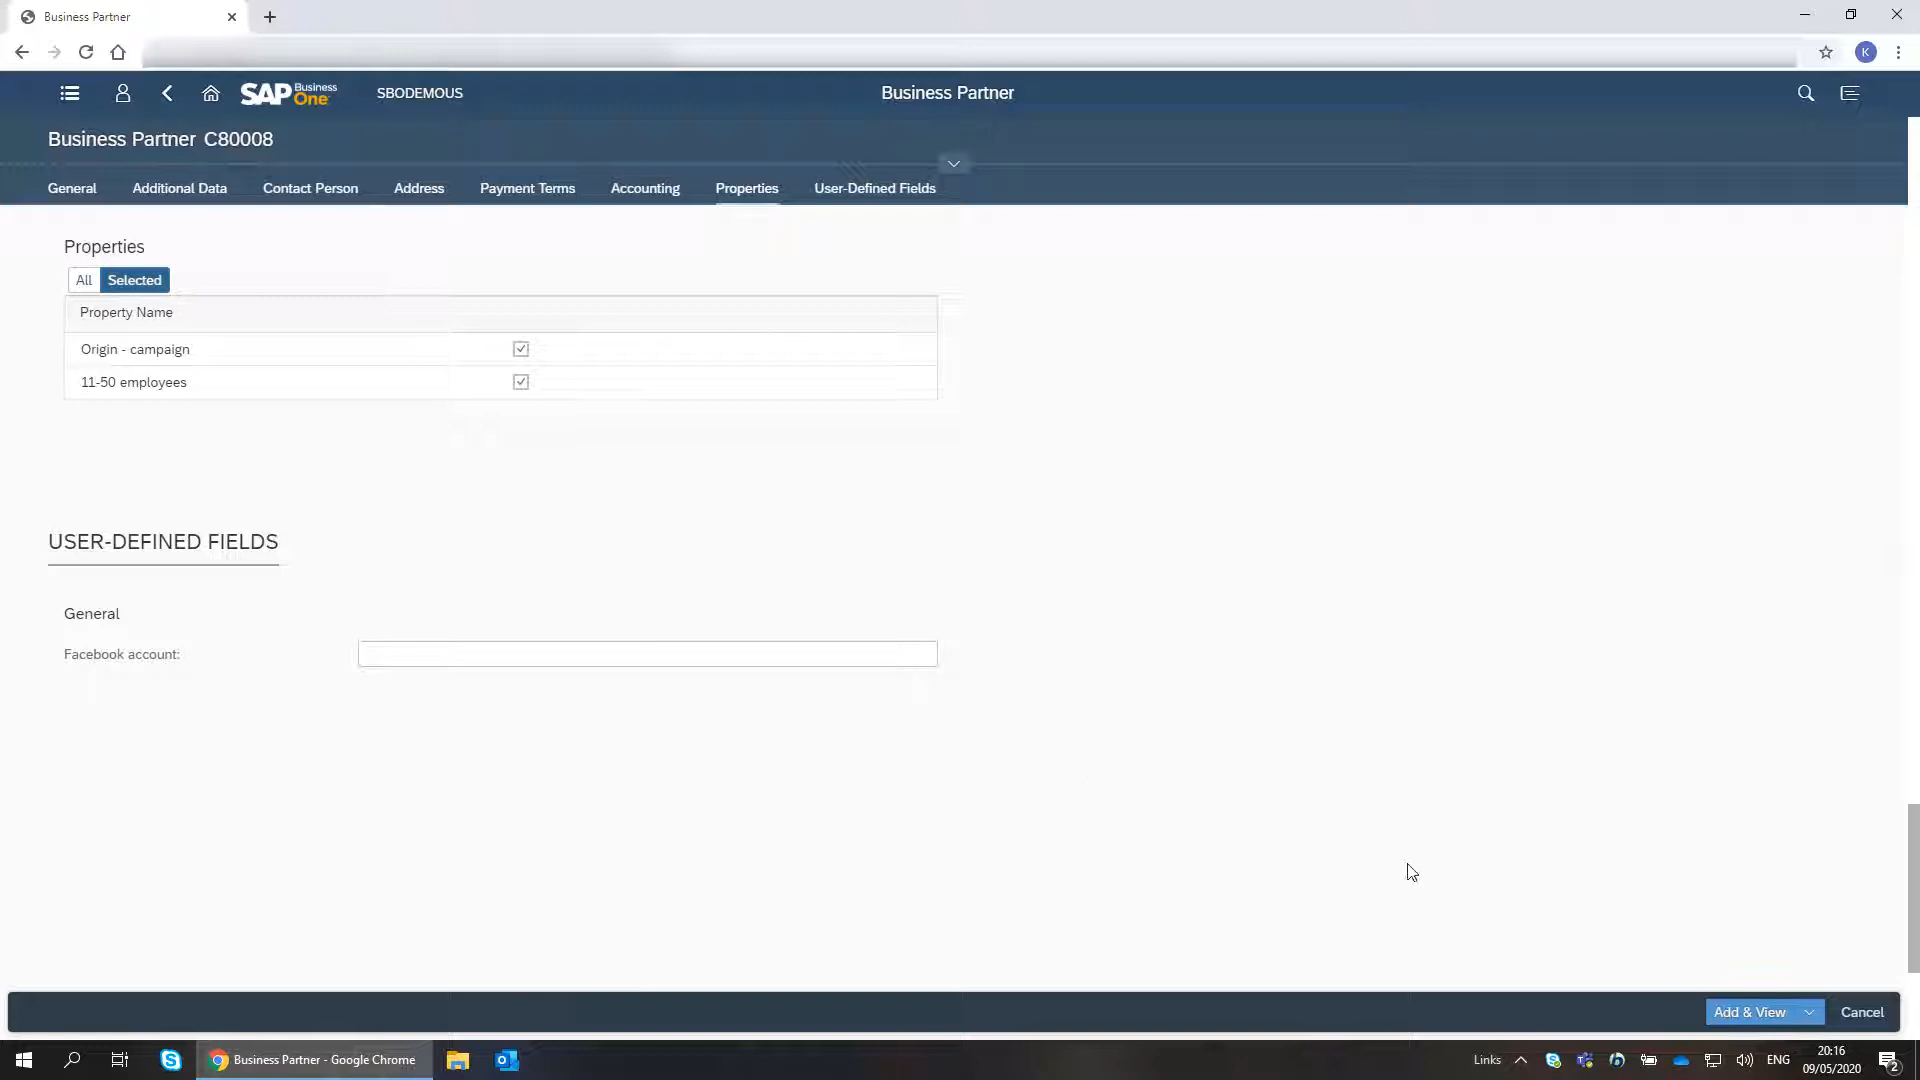 Business Partner
K
SAP Business One
SBODEMOUS
Business Partner
Business Partner C80008
General Additional Data Contact Person Address Payment Terms Accounting Properties User-Defined Fields
Properties
All Selected
Property Name
Origin - campaign
11-50 employees
USER-DEFINED FIELDS
General
Facebook account:
Add & View Cancel
Business Partner - Google Chrome
Links
ENG
20:16
09/05/2020
2